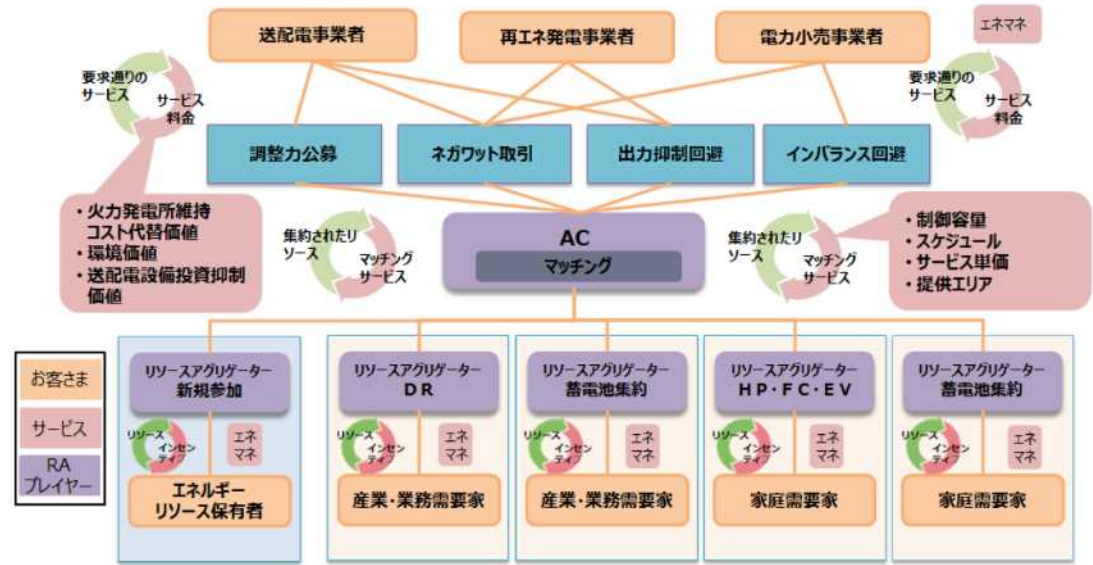 送配電事業者
再エネ発電事業者
電力小売事業者
エネマネ
要求通りの
サービス
サービス
料金
要求通りの
サービス
サービス
料金
調整力公募
ネガワット取引
出力抑制回避
インバランス回避
・火力発電所維持
コスト代替価値
・環境価値
・送配電設備投資抑制
価値
集約されたリ
ソース
マッチング
サービス
AC
マッチング
集約されたリ
ソース
マッチング
サービス
・制御容量
・スケジュール
・サービス単価
・提供エリア
お客さま
サービス
RA
プレイヤー
リソースアグリゲーター
新規参加
リソース
インセン
ティブ
エネ
マネ
エネルギー
リソース保有者
リソースアグリゲーター
DR
リソース
インセン
ティブ
エネ
マネ
産業・業務需要家
リソースアグリゲーター
蓄電池集約
リソース
インセン
ティブ
エネ
マネ
産業・業務需要家
リソースアグリゲーター
HP・FC・EV
リソース
インセン
ティブ
エネ
マネ
家庭需要家
リソースアグリゲーター
蓄電池集約
リソース
インセン
ティブ
エネ
マネ
家庭需要家